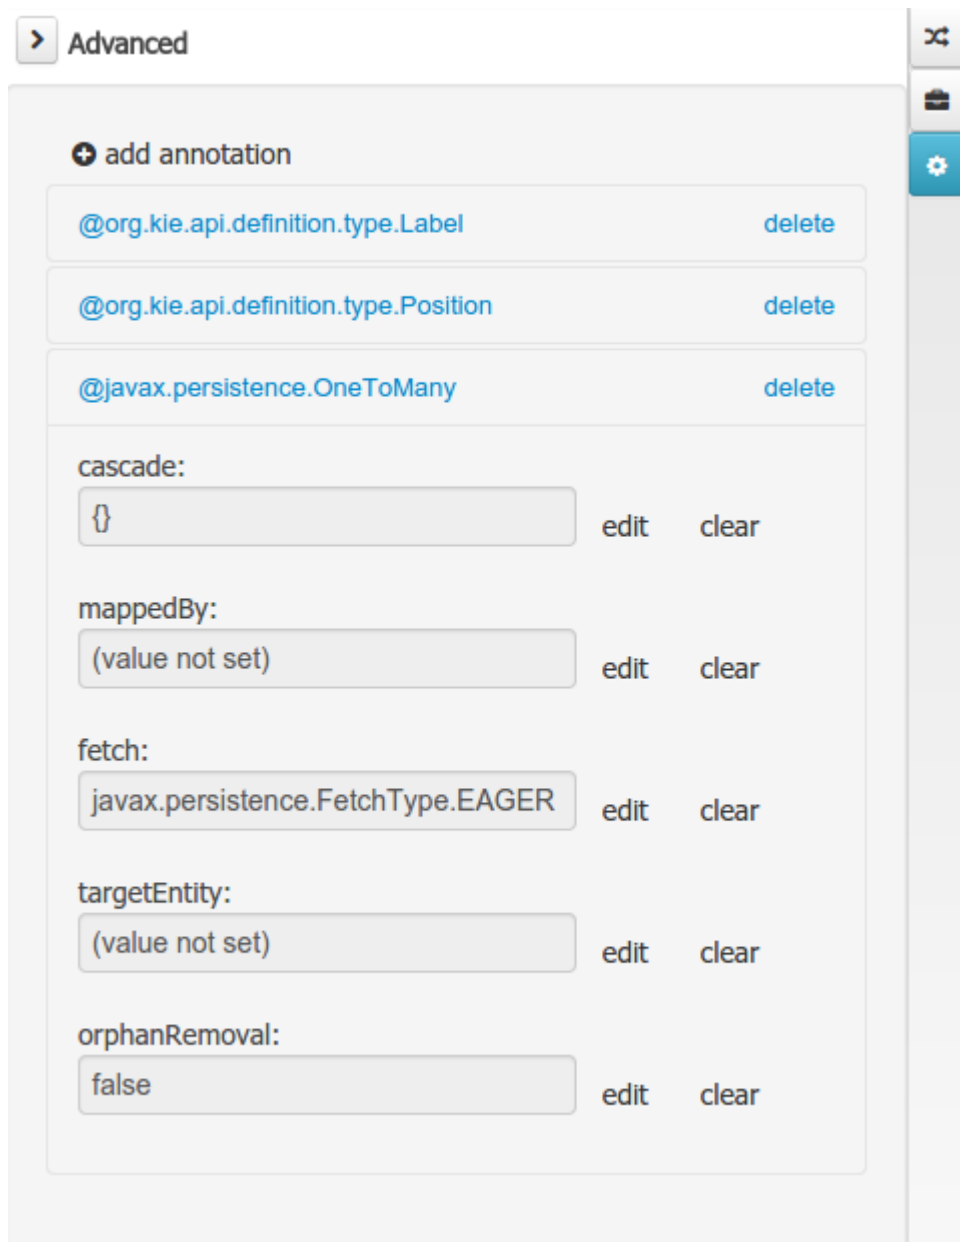 Advanced
add annotation
@org.kie.api.definition.type.Label delete
@org.kie.api.definition.type.Position delete
@javax.persistence.OneToMany delete
cascade:
{} edit clear
mappedBy:
(value not set) edit clear
fetch:
javax.persistence.FetchType.EAGER edit clear
targetEntity:
(value not set) edit clear
orphanRemoval:
false edit clear